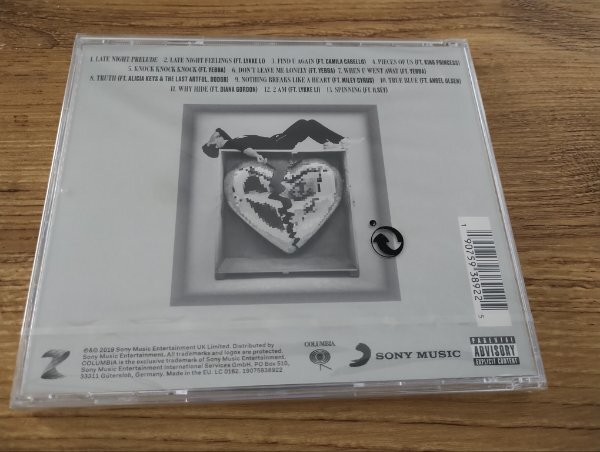 1. LATE NIGHT PRELUDE 2. LATE NIGHT FEELINGS (FT. LYKKE LI) 3. FIND U AGAIN (FT. CAMILA CABELLO) 4. PIECES OF US (FT. KING PRINCESS)
5. KNOCK KNOCK KNOCK (FT. YEBBA) 6. DON'T LEAVE ME LONELY (FT. YEBBA) 7. WHEN U WENT AWAY (FT. YEBBA)
8. TRUTH (FT. ALICIA KEYS & THE LAST ARTFUL, DODGR) 9. NOTHING BREAKS LIKE A HEART (FT. MILEY CYRUS) 10. TRUE BLUE (FT. ANGEL OLSEN)
11. WHY HIDE (FT. DIANA GORDON) 12. 2 AM (FT. LYKKE LI) 13. SPINNING (FT. ILSEY)
1 90759 38922 5
℗&© 2019 Sony Music Entertainment UK Limited. Distributed by
Sony Music Entertainment. All trademarks and logos are protected.
COLUMBIA is the exclusive trademark of Sony Music Entertainment.
Sony Music Entertainment International Services GmbH, PO Box 510,
33311 Gütersloh, Germany. Made in the EU. LC 0162. 19075938922
COLUMBIA
SONY MUSIC
PARENTAL
ADVISORY
EXPLICIT CONTENT